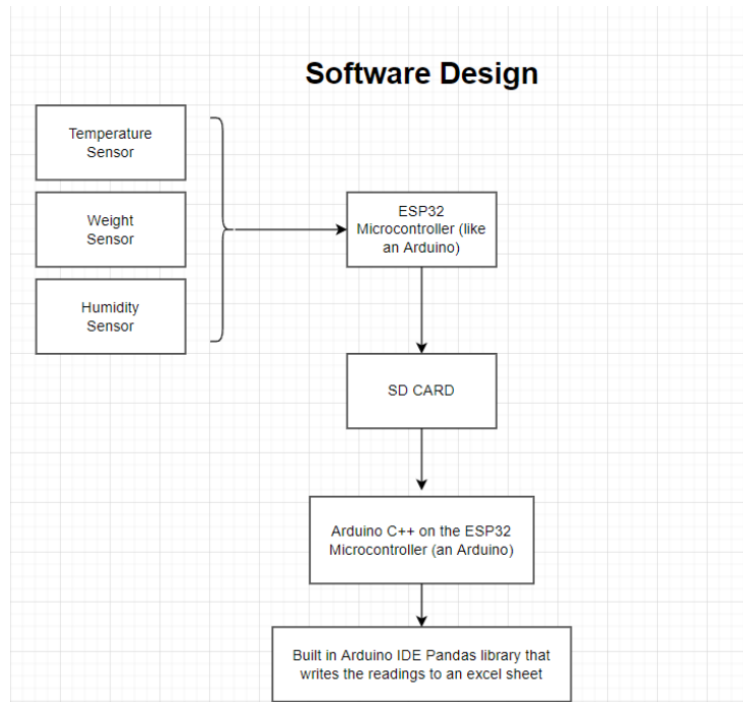 Software Design
Temperature
Sensor
Weight
Sensor
Humidity
Sensor
ESP32
Microcontroller (like
an Arduino)
SD CARD
Arduino C++ on the ESP32
Microcontroller (an Arduino)
Built in Arduino IDE Pandas library that
writes the readings to an excel sheet